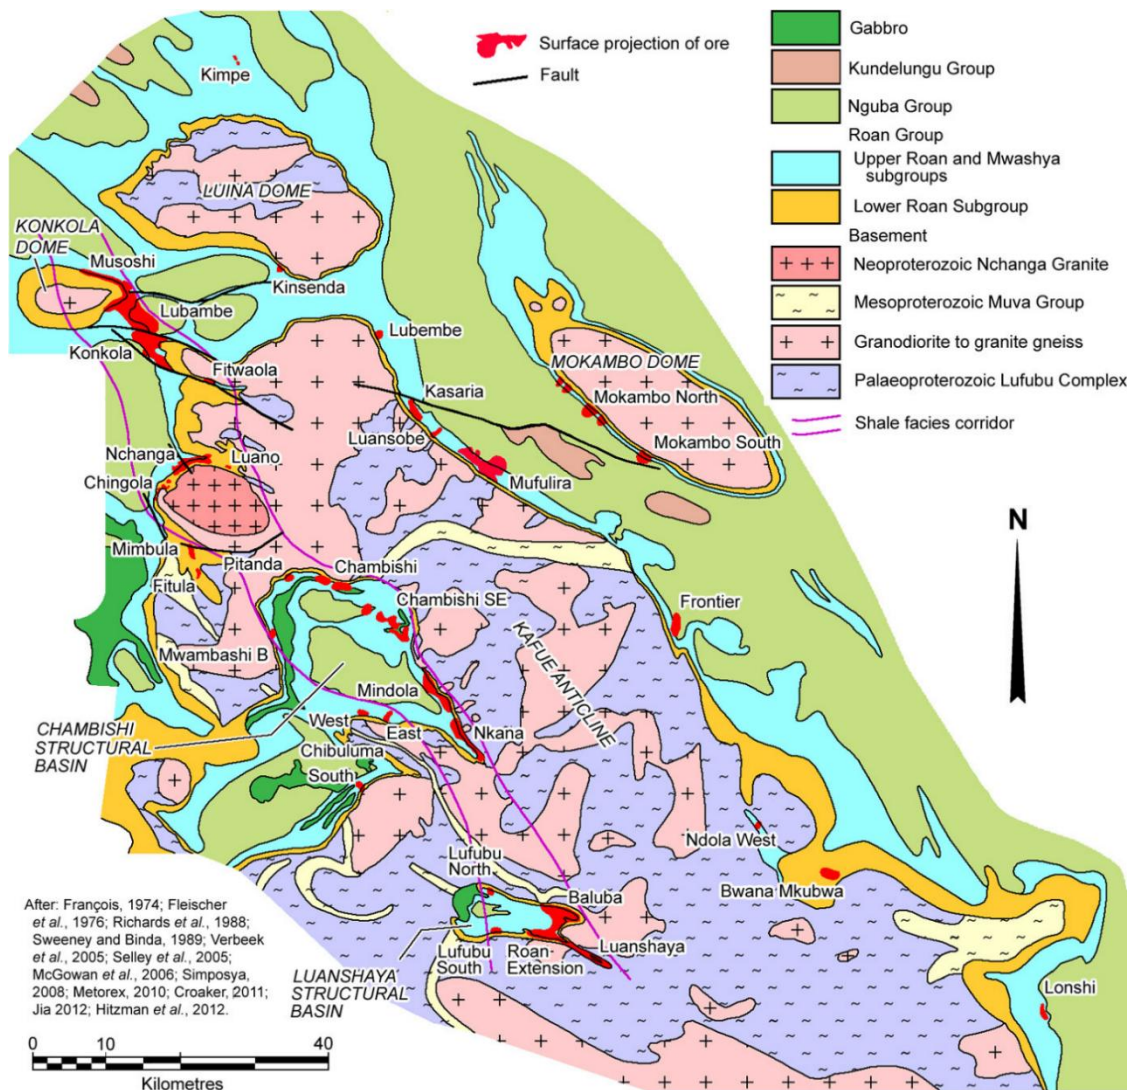 Surface projection of ore
Fault
Gabbro
Kundelungu Group
Nguba Group
Roan Group
Upper Roan and Mwashya
subgroups
Lower Roan Subgroup
Basement
Neoproterozoic Nchanga Granite
Mesoproterozoic Muva Group
Granodiorite to granite gneiss
Palaeoproterozoic Lufubu Complex
Shale facies corridor
Kimpe
LUINA DOME
KONKOLA
DOME
Musoshi
Kinsenda
Lubambe
Lubembe
Konkola
Fitwaola
MOKAMBO DOME
Kasaria
Mokambo North
Luansobe
Mokambo South
Nchanga
Luano
Chingola
Mufulira
N
Mimbula
Pitanda
Chambishi
Fitula
Chambishi SE
Frontier
KAFUE ANTICLINE
Mwambashi B
Mindola
CHAMBISHI
STRUCTURAL
BASIN
West
East
Nkana
Chibuluma
South
Ndola West
Lufubu
North
Baluba
Bwana Mkubwa
After: François, 1974; Fleischer
et al., 1976; Richards et al., 1988;
Sweeney and Binda, 1989; Verbeek
et al., 2005; Selley et al., 2005;
McGowan et al., 2006; Simposya,
2008; Metorex, 2010; Croaker, 2011;
Jia 2012; Hitzman et al., 2012.
LUANSHAYA
STRUCTURAL
BASIN
Lufubu
South
Roan
Extension
Luanshaya
Lonshi
0 10 20 40
Kilometres